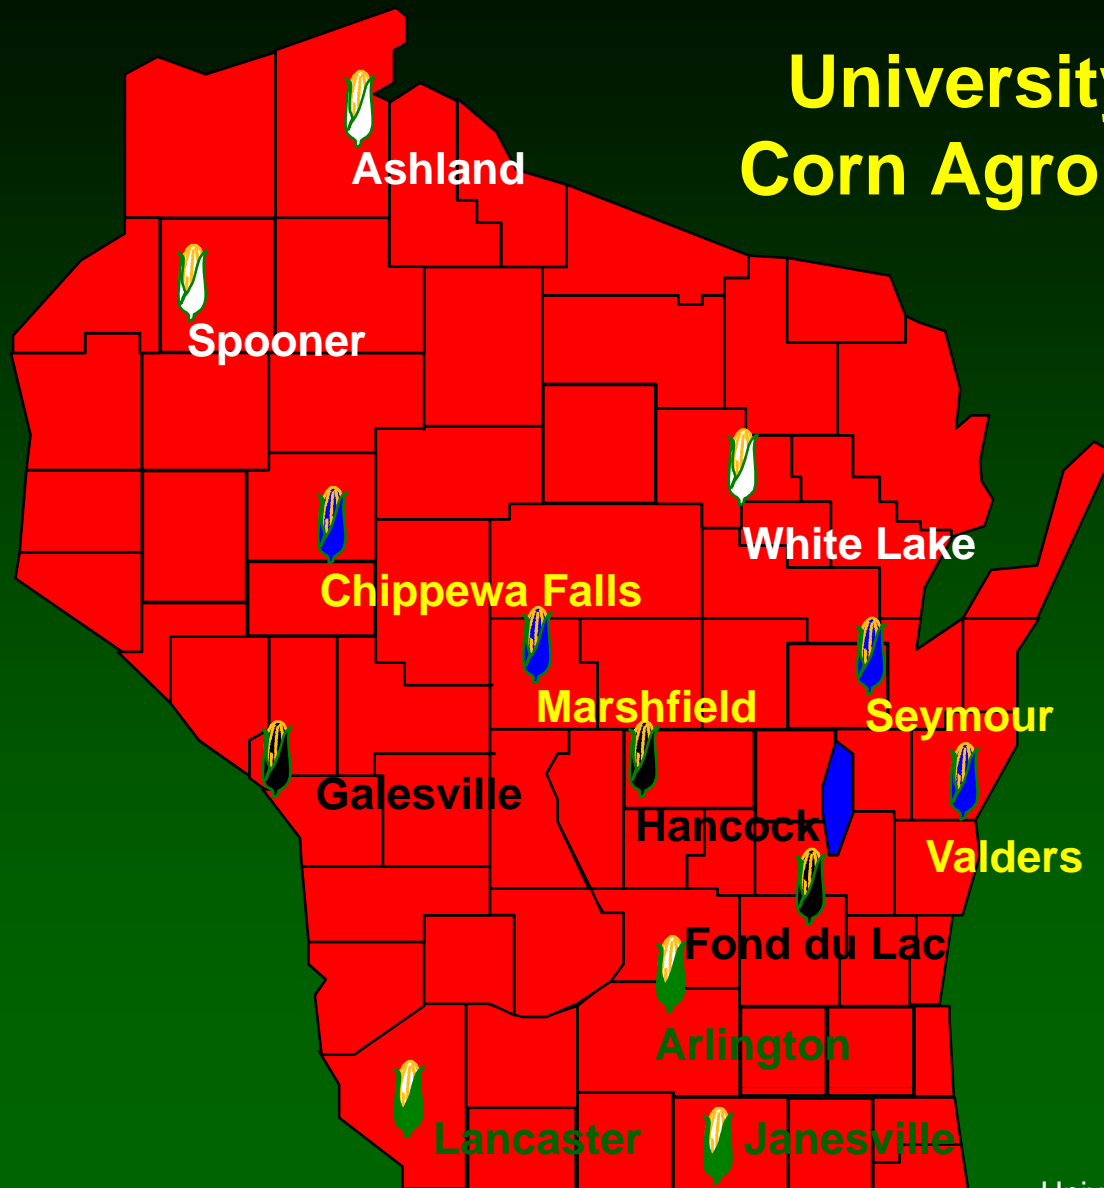 University
Corn Agro
Ashland
Spooner
White Lake
Chippewa Falls
Marshfield
Seymour
Galesville
Hancock
Valders
Fond du Lac
Arlington
Lancaster
Janesville